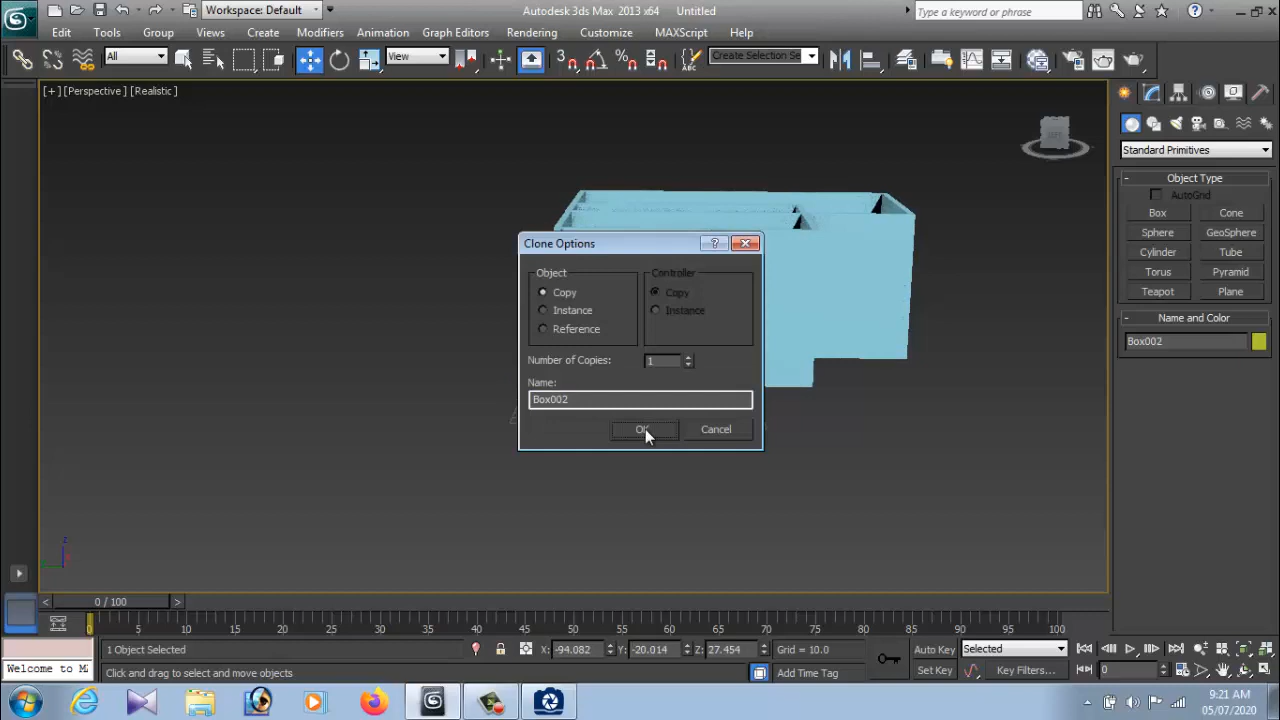 Workspace: Default
Autodesk 3ds Max 2013 x64 Untitled
Type a keyword or phrase
Edit Tools Group Views Create Modifiers Animation Graph Editors Rendering Customize MAXScript Help
All
View
Create Selection Se
[+] [Perspective] [Realistic]
Standard Primitives
- Object Type
AutoGrid
Box Cone
Sphere GeoSphere
Cylinder Tube
Torus Pyramid
Teapot Plane
- Name and Color
Box002
Clone Options
Object
Copy
Instance
Reference
Controller
Copy
Instance
Number of Copies: 1
Name:
Box002
OK Cancel
z
< 0 / 100 >
0 5 10 15 20 25 30 35 40 45 50 55 60 65 70 75 80 85 90 95 100
1 Object Selected
X: -94.082 Y: -20.014 Z: 27.454 Grid = 10.0
Auto Key Selected
Welcome to M
Click and drag to select and move objects
Add Time Tag
Set Key Key Filters... 0
9:21 AM
05/07/2020